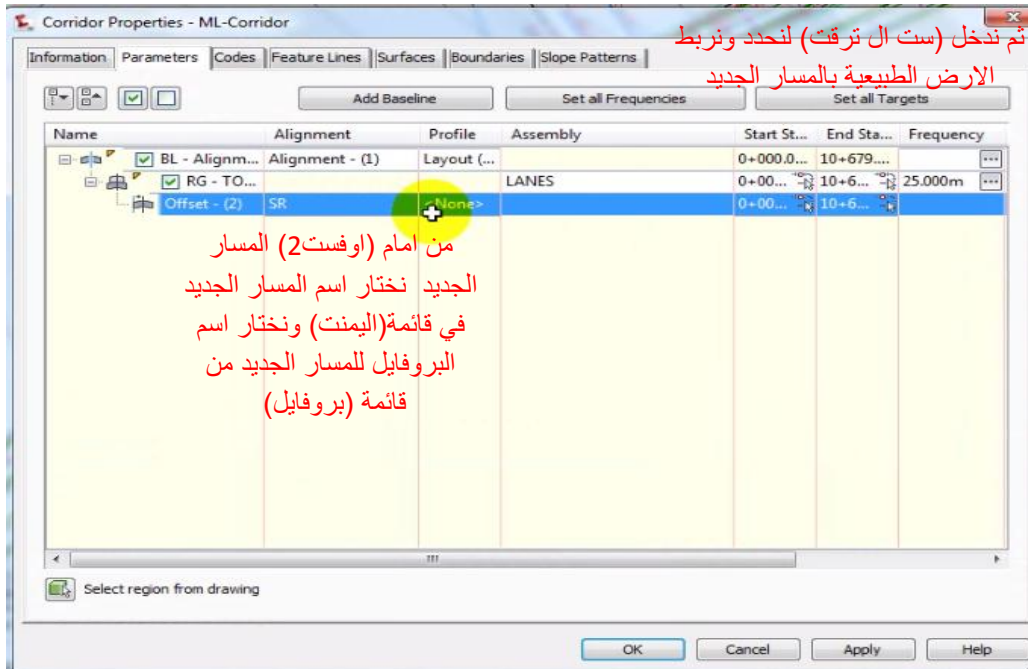 Corridor Properties - ML-Corridor
ثم ندخل (ست ال ترقت) لنحدد ونربط
الارض الطبيعية بالمسار الجديد
Information Parameters Codes Feature Lines Surfaces Boundaries Slope Patterns
Add Baseline Set all Frequencies Set all Targets
Name Alignment Profile Assembly Start St... End Sta... Frequency
BL - Alignm... Alignment - (1) Layout (... 0+000.0... 10+679....
RG - TO... LANES 0+00... 10+6... 25.000m
Offset - (2) SR <None> 0+00... 10+6...
من امام (اوفست2) المسار
الجديد نختار اسم المسار الجديد
في قائمة(اليمنت) ونختار اسم
البروفايل للمسار الجديد من
قائمة (بروفايل)
Select region from drawing
OK Cancel Apply Help